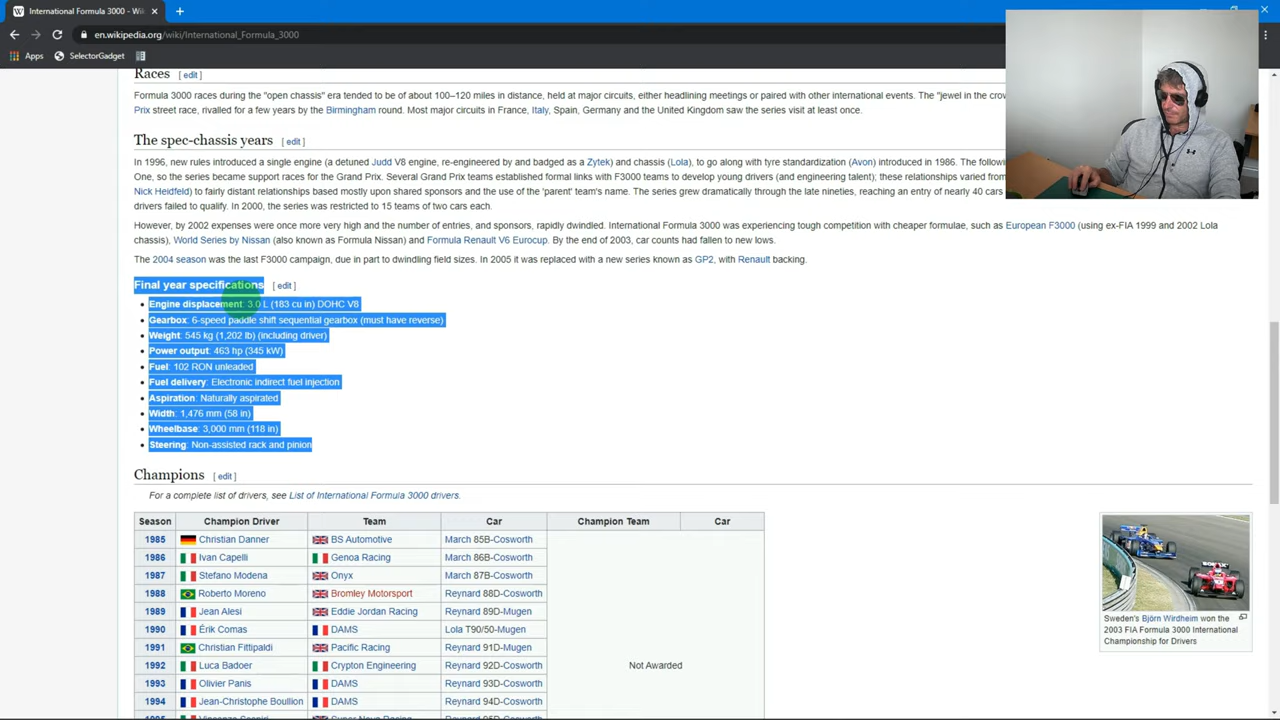 International Formula 3000 - Wi
en.wikipedia.org/wiki/International_Formula_3000
Apps SelectorGadget
Races [ edit ]
Formula 3000 races during the "open chassis" era tended to be of about 100–120 miles in distance, held at major circuits, either headlining meetings or paired with other international events. The "jewel in the crow
Prix street race, rivalled for a few years by the Birmingham round. Most major circuits in France, Italy, Spain, Germany and the United Kingdom saw the series visit at least once.
The spec-chassis years [ edit ]
In 1996, new rules introduced a single engine (a detuned Judd V8 engine, re-engineered by and badged as a Zytek) and chassis (Lola), to go along with tyre standardization (Avon) introduced in 1986. The following
One, so the series became support races for the Grand Prix. Several Grand Prix teams established formal links with F3000 teams to develop young drivers (and engineering talent); these relationships varied from
Nick Heidfeld) to fairly distant relationships based mostly upon shared sponsors and the use of the 'parent' team's name. The series grew dramatically through the late nineties, reaching an entry of nearly 40 cars
drivers failed to qualify. In 2000, the series was restricted to 15 teams of two cars each.
However, by 2002 expenses were once more very high and the number of entries, and sponsors, rapidly dwindled. International Formula 3000 was experiencing tough competition with cheaper formulae, such as European F3000 (using ex-FIA 1999 and 2002 Lola
chassis), World Series by Nissan (also known as Formula Nissan) and Formula Renault V6 Eurocup. By the end of 2003, car counts had fallen to new lows.
The 2004 season was the last F3000 campaign, due in part to dwindling field sizes. In 2005 it was replaced with a new series known as GP2, with Renault backing.
Final year specifications [ edit ]
Engine displacement: 3.0 L (183 cu in) DOHC V8
Gearbox: 6-speed paddle shift sequential gearbox (must have reverse)
Weight: 545 kg (1,202 lb) (including driver)
Power output: 463 hp (345 kW)
Fuel: 102 RON unleaded
Fuel delivery: Electronic indirect fuel injection
Aspiration: Naturally aspirated
Width: 1,476 mm (58 in)
Wheelbase: 3,000 mm (118 in)
Steering: Non-assisted rack and pinion
Champions [ edit ]
For a complete list of drivers, see List of International Formula 3000 drivers.
Season Champion Driver Team Car Champion Team Car
1985 Christian Danner BS Automotive March 85B-Cosworth
1986 Ivan Capelli Genoa Racing March 86B-Cosworth
1987 Stefano Modena Onyx March 87B-Cosworth
1988 Roberto Moreno Bromley Motorsport Reynard 88D-Cosworth
1989 Jean Alesi Eddie Jordan Racing Reynard 89D-Mugen
1990 Érik Comas DAMS Lola T90/50-Mugen
1991 Christian Fittipaldi Pacific Racing Reynard 91D-Mugen
1992 Luca Badoer Crypton Engineering Reynard 92D-Cosworth Not Awarded
1993 Olivier Panis DAMS Reynard 93D-Cosworth
1994 Jean-Christophe Boullion DAMS Reynard 94D-Cosworth
Sweden's Björn Wirdheim won the
2003 FIA Formula 3000 International
Championship for Drivers